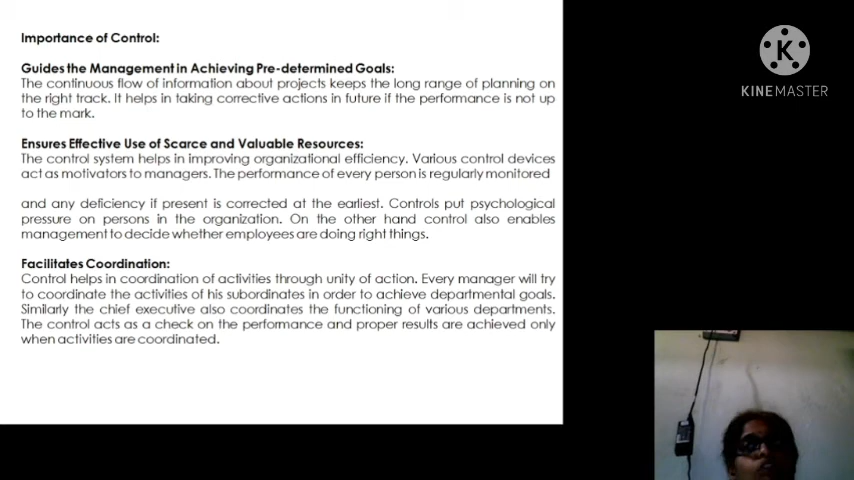 Importance of Control:
Guides the Management in Achieving Pre-determined Goals:
The continuous flow of information about projects keeps the long range of planning on
the right track. It helps in taking corrective actions in future if the performance is not up
to the mark.
Ensures Effective Use of Scarce and Valuable Resources:
The control system helps in improving organizational efficiency. Various control devices
act as motivators to managers. The performance of every person is regularly monitored
and any deficiency if present is corrected at the earliest. Controls put psychological
pressure on persons in the organization. On the other hand control also enables
management to decide whether employees are doing right things.
Facilitates Coordination:
Control helps in coordination of activities through unity of action. Every manager will try
to coordinate the activities of his subordinates in order to achieve departmental goals.
Similarly the chief executive also coordinates the functioning of various departments.
The control acts as a check on the performance and proper results are achieved only
when activities are coordinated.
K
KINEMASTER